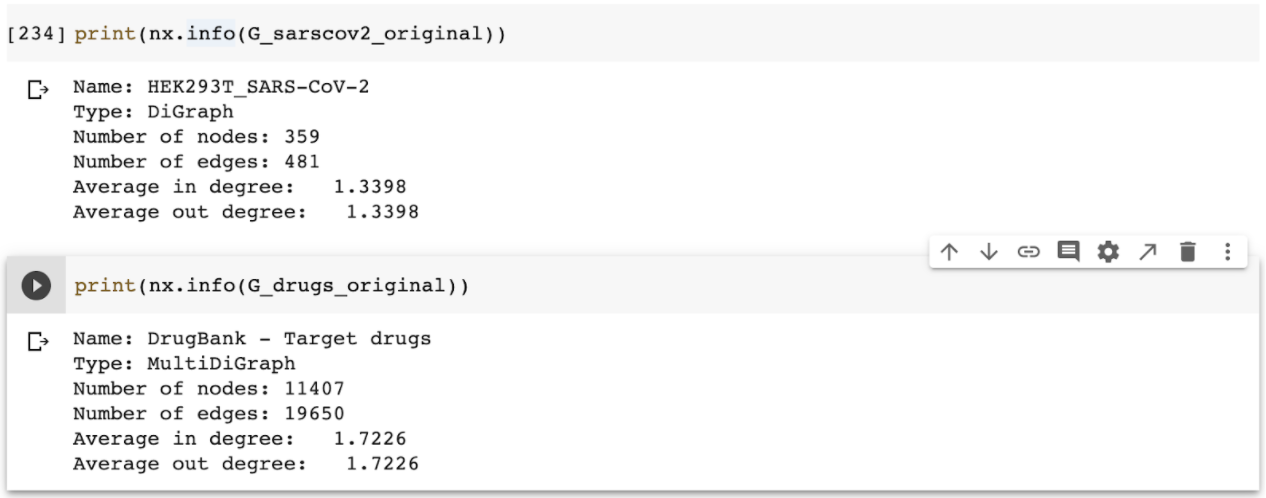 [234] print(nx.info(G_sarscov2_original))
Name: HEK293T_SARS-CoV-2
Type: DiGraph
Number of nodes: 359
Number of edges: 481
Average in degree:   1.3398
Average out degree:   1.3398
print(nx.info(G_drugs_original))
Name: DrugBank - Target drugs
Type: MultiDiGraph
Number of nodes: 11407
Number of edges: 19650
Average in degree:   1.7226
Average out degree:   1.7226